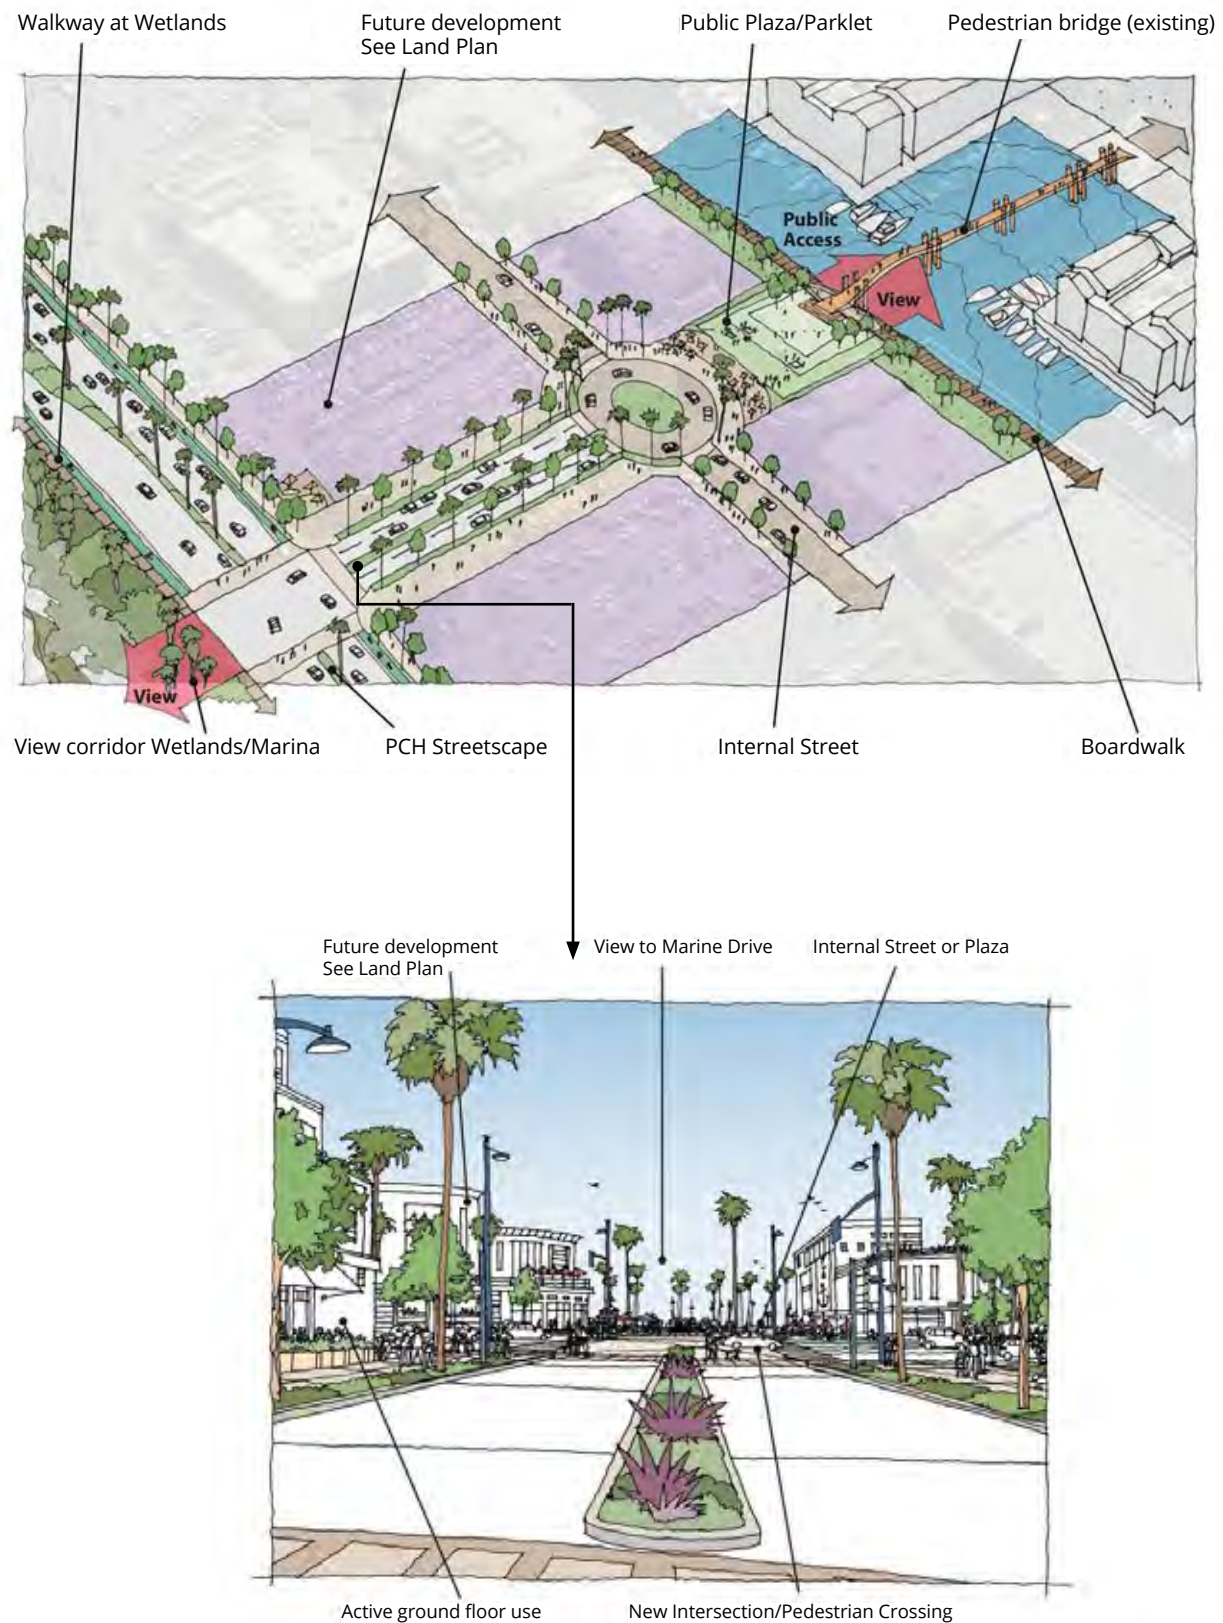 Walkway at Wetlands
Future development
See Land Plan
Public Plaza/Parklet
Pedestrian bridge (existing)
Public
Access
View
View
View corridor Wetlands/Marina
PCH Streetscape
Internal Street
Boardwalk
Future development
See Land Plan
View to Marine Drive
Internal Street or Plaza
Active ground floor use
New Intersection/Pedestrian Crossing